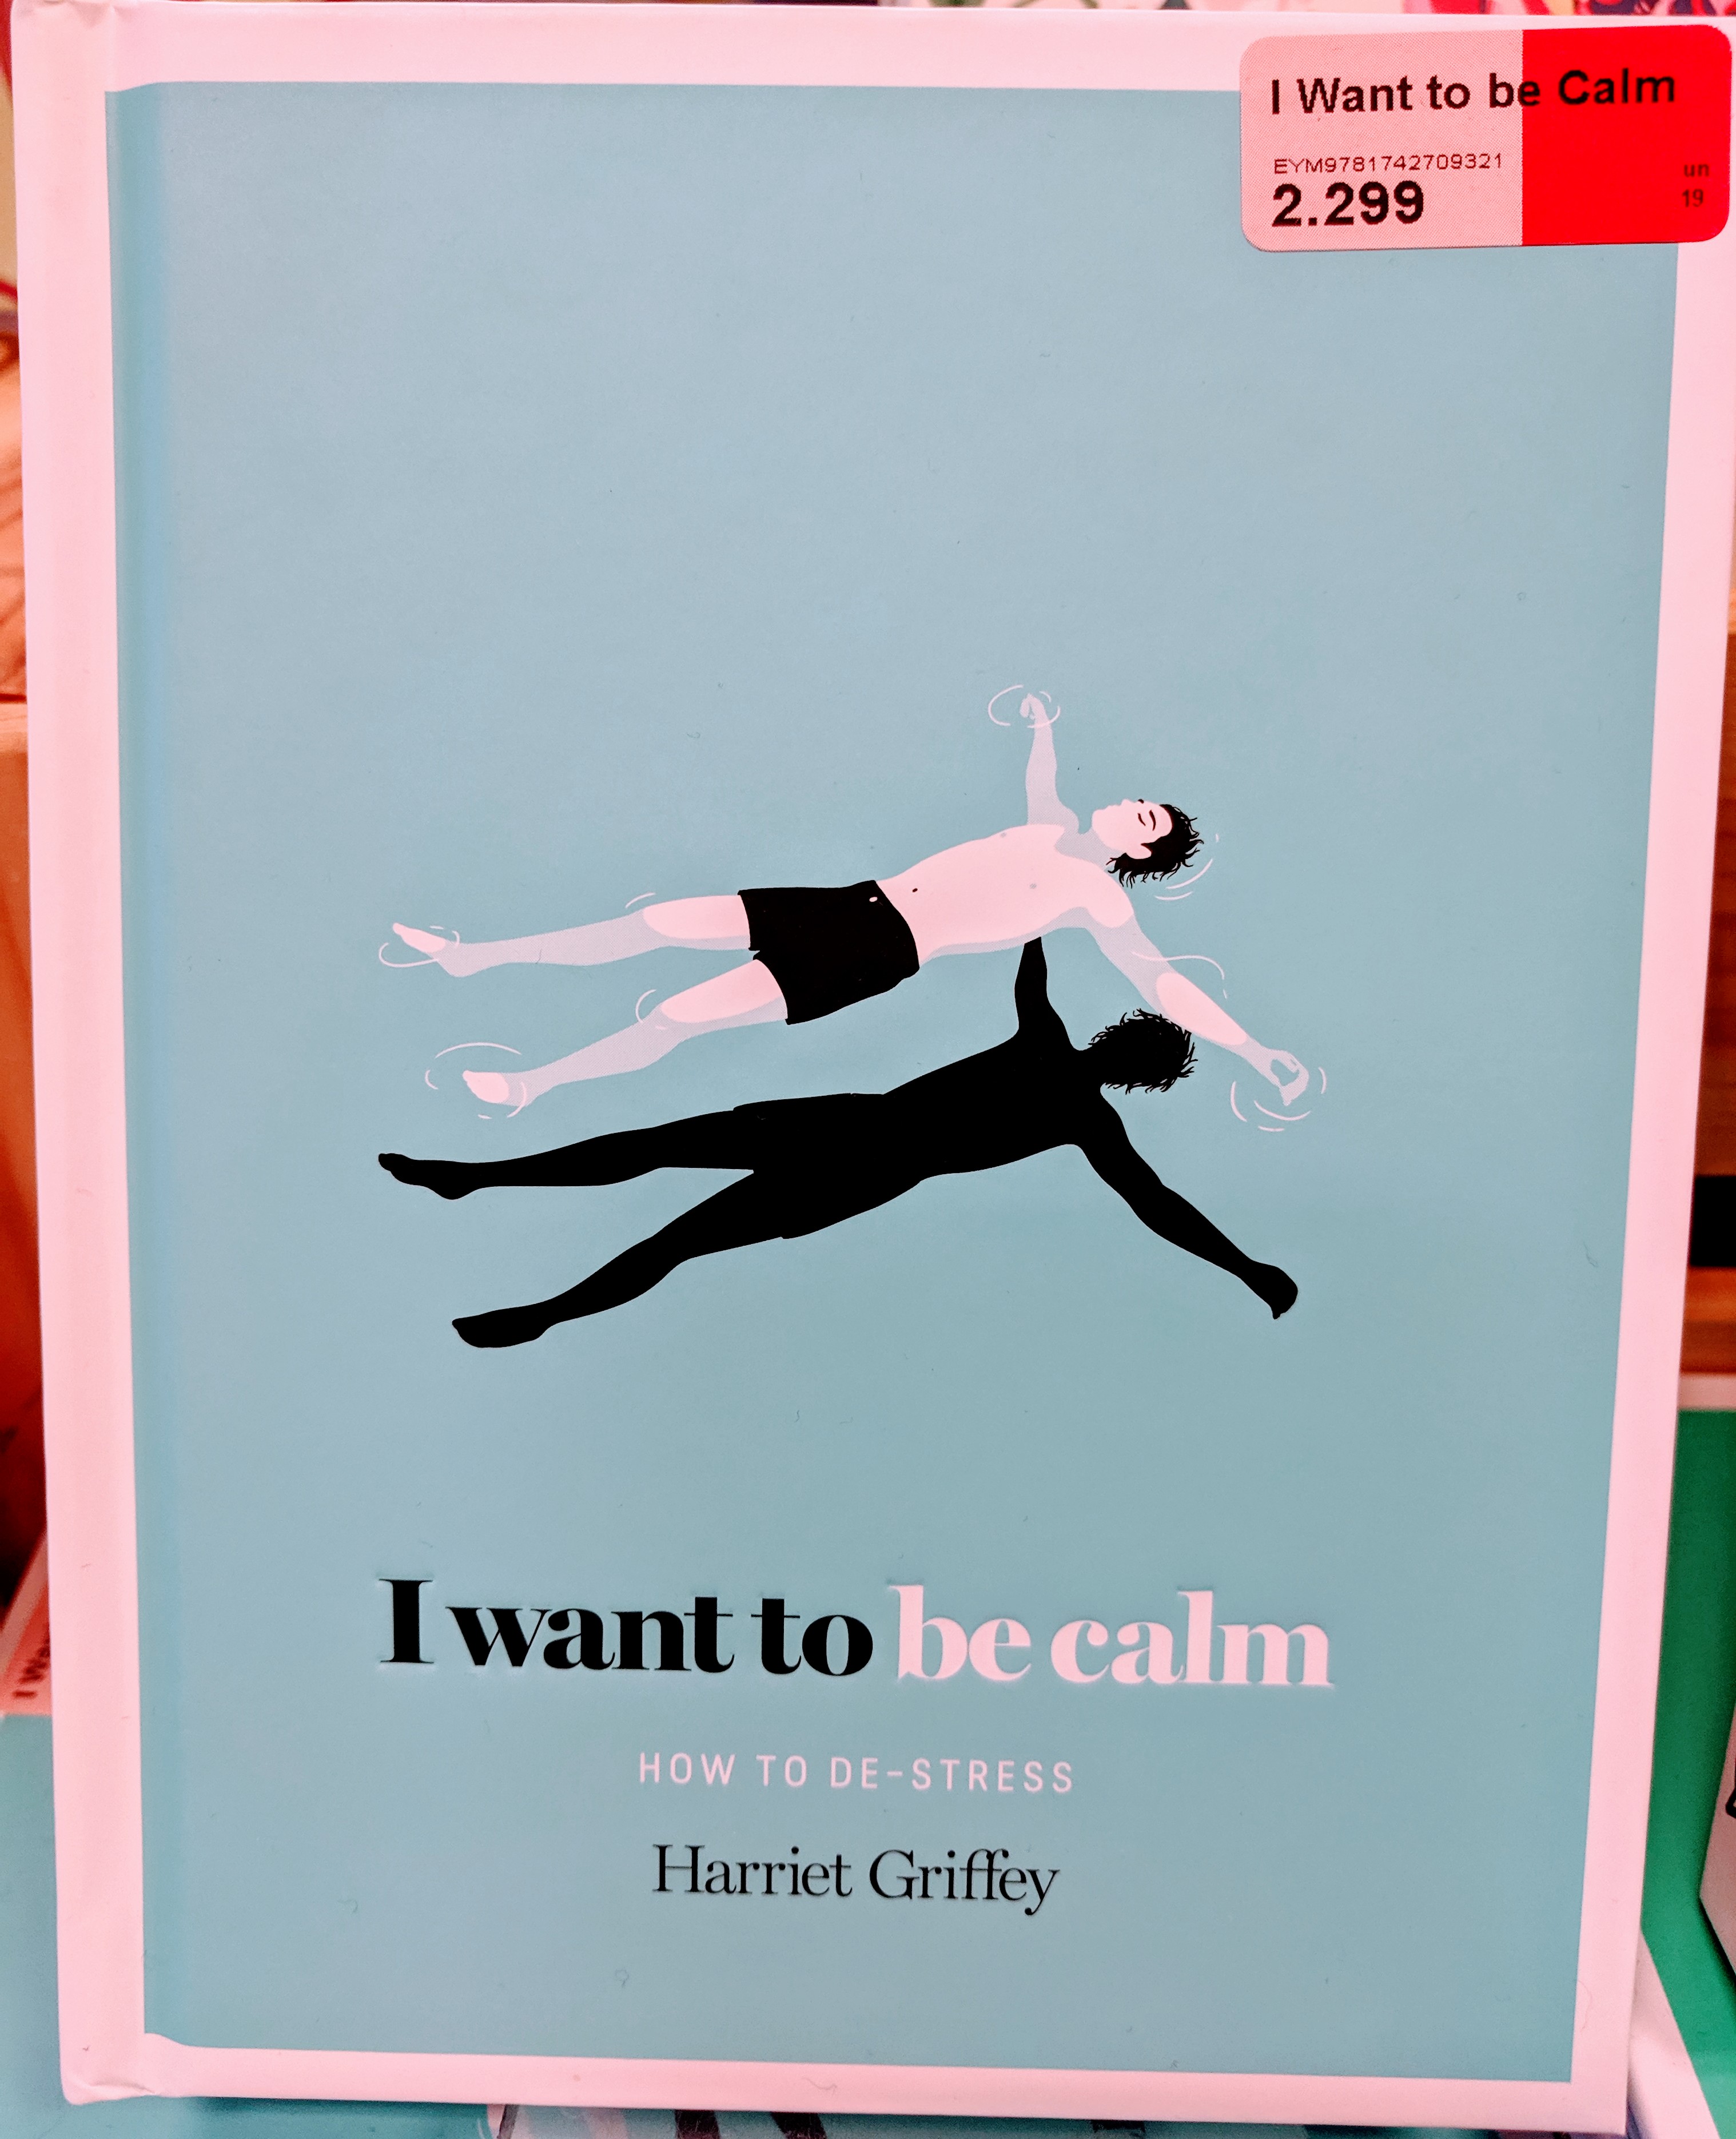 I Want to be Calm
EYM9781742709321
un
2.299
19
I want to be calm
HOW TO DE-STRESS
Harriet Griffey